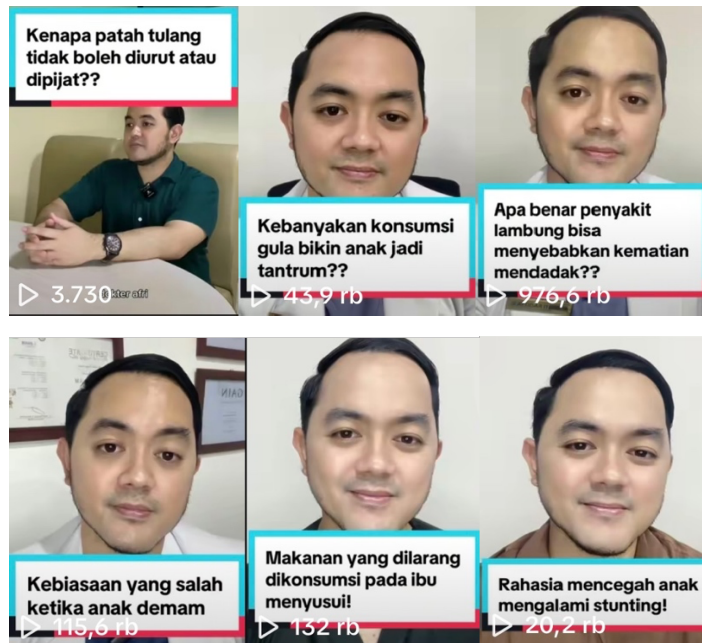 Kenapa patah tulang
tidak boleh diurut atau
dipijat??
3.730
Kebanyakan konsumsi
gula bikin anak jadi
tantrum??
43,9 rb
Apa benar penyakit
lambung bisa
menyebabkan kematian
mendadak??
976,6 rb
Kebiasaan yang salah
ketika anak demam
115,6 rb
Makanan yang dilarang
dikonsumsi pada ibu
menyusui!
132 rb
Rahasia mencegah anak
mengalami stunting!
20,2 rb